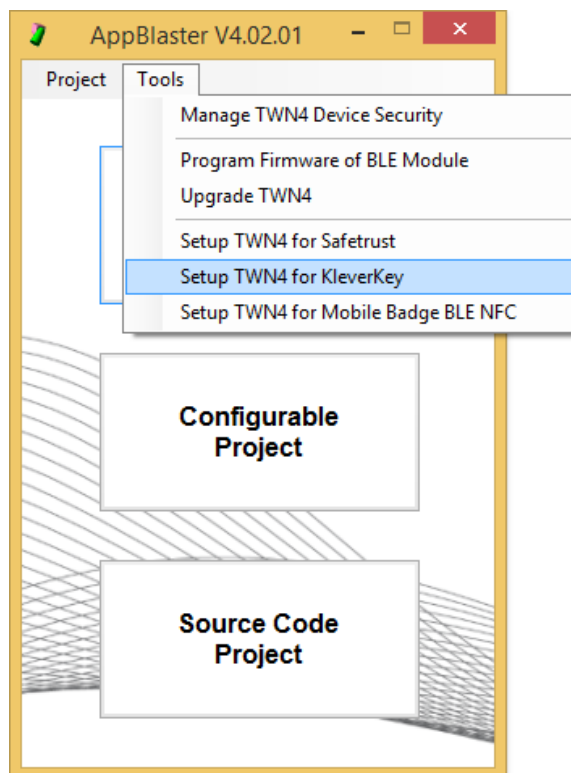 AppBlaster V4.02.01
Project Tools
Manage TWN4 Device Security
Program Firmware of BLE Module
Upgrade TWN4
Setup TWN4 for Safetrust
Setup TWN4 for KleverKey
Setup TWN4 for Mobile Badge BLE NFC
Configurable
Project
Source Code
Project